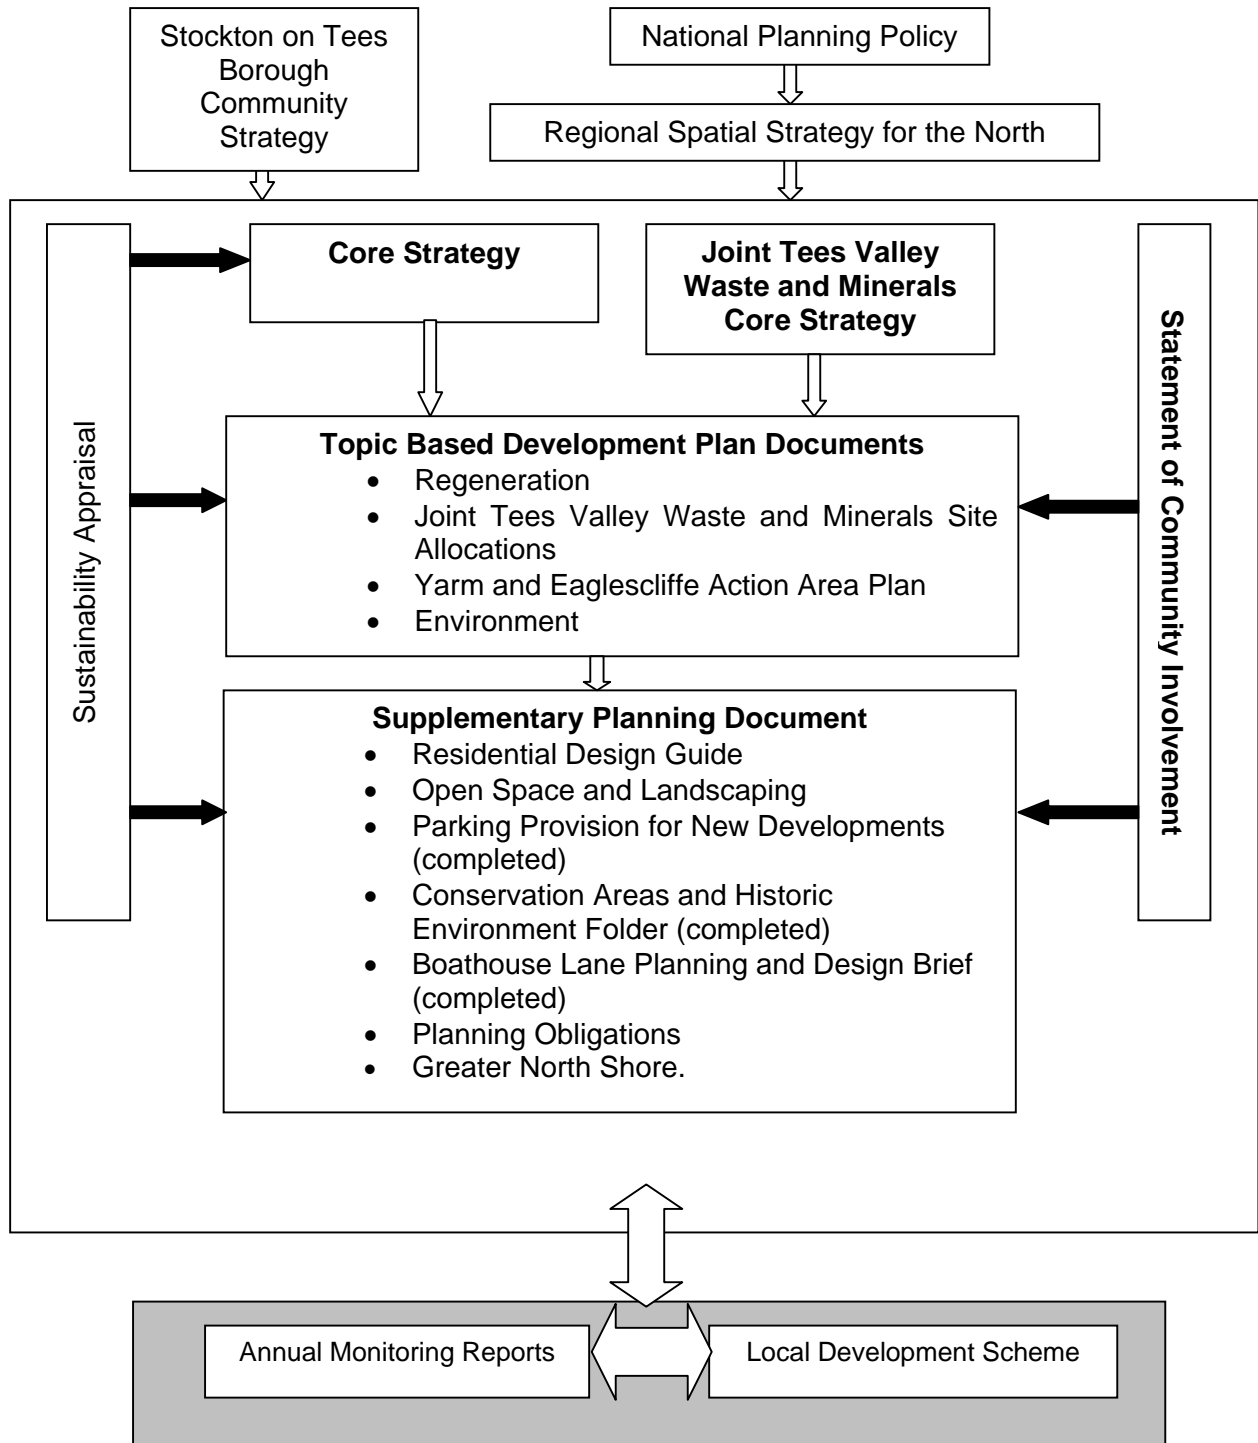 Stockton on Tees
Borough
Community
Strategy
National Planning Policy
Regional Spatial Strategy for the North
Sustainability Appraisal
Core Strategy
Joint Tees Valley
Waste and Minerals
Core Strategy
Statement of Community Involvement
Topic Based Development Plan Documents
• Regeneration
• Joint Tees Valley Waste and Minerals Site
Allocations
• Yarm and Eaglescliffe Action Area Plan
• Environment
Supplementary Planning Document
• Residential Design Guide
• Open Space and Landscaping
• Parking Provision for New Developments
(completed)
• Conservation Areas and Historic
Environment Folder (completed)
• Boathouse Lane Planning and Design Brief
(completed)
• Planning Obligations
• Greater North Shore.
Annual Monitoring Reports
Local Development Scheme